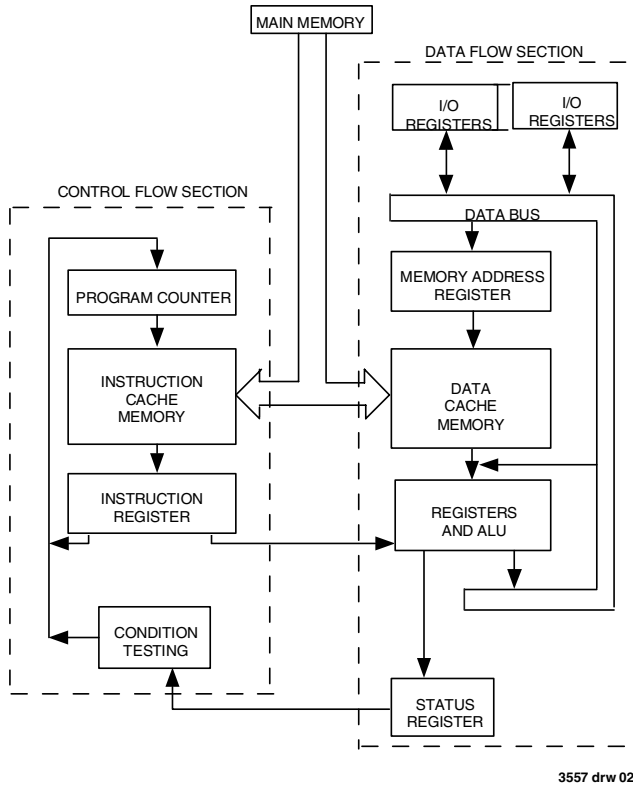 MAIN MEMORY
DATA FLOW SECTION
I/O
REGISTERS
I/O
REGISTERS
CONTROL FLOW SECTION
DATA BUS
PROGRAM COUNTER
MEMORY ADDRESS
REGISTER
INSTRUCTION
CACHE
MEMORY
DATA
CACHE
MEMORY
INSTRUCTION
REGISTER
REGISTERS
AND ALU
CONDITION
TESTING
STATUS
REGISTER
3557 drw 02